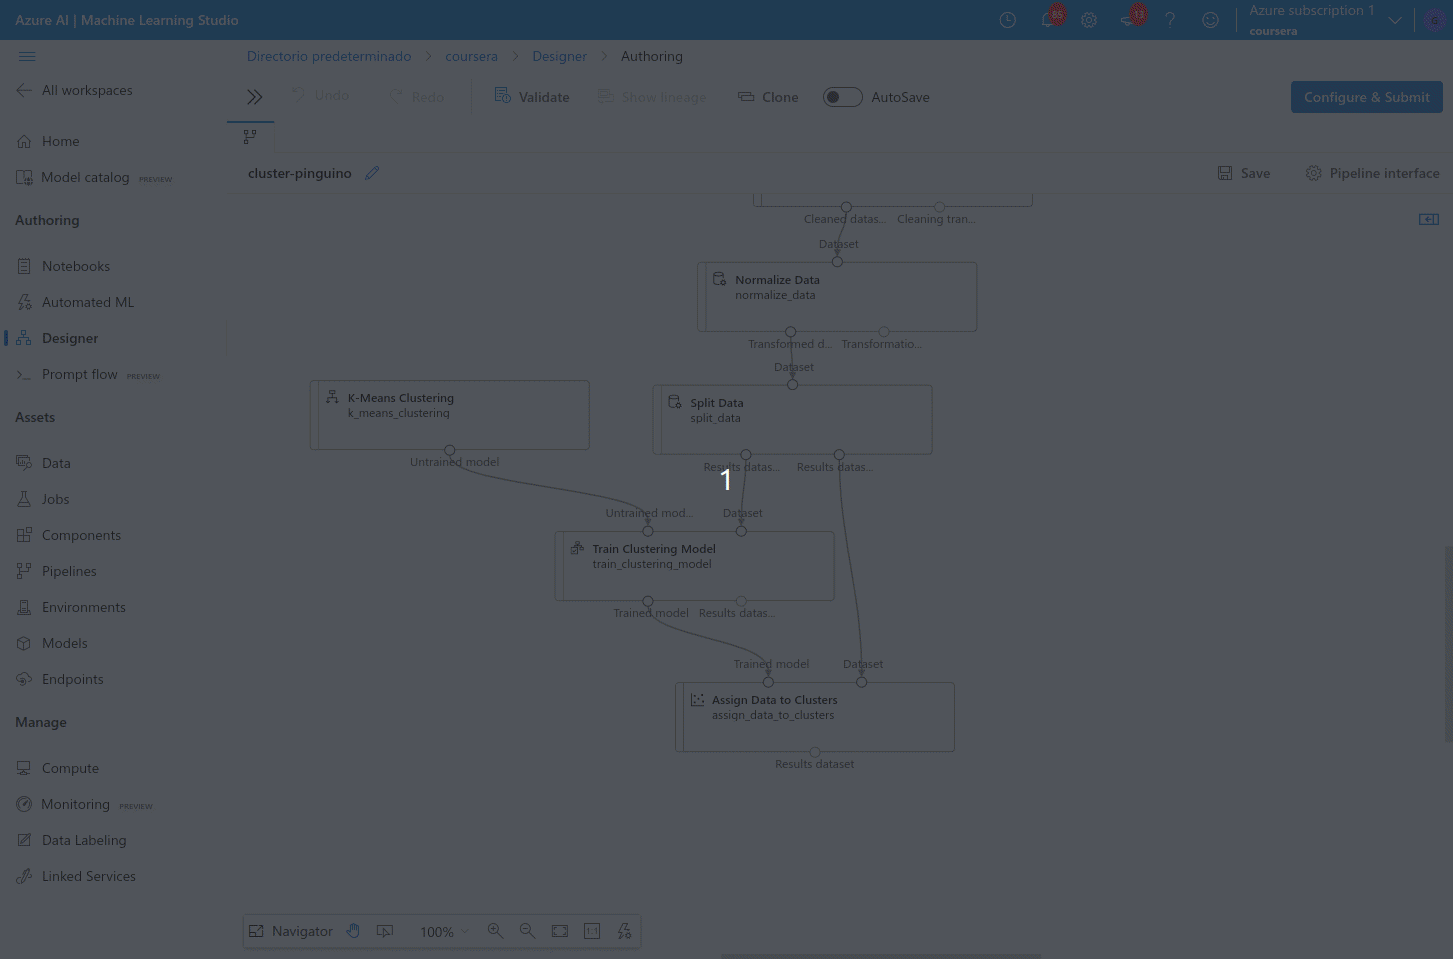 Azure AI | Machine Learning Studio
85
13
Azure subscription 1
coursera
Directorio predeterminado
coursera
Designer
Authoring
All workspaces
Undo
Redo
Validate
Show lineage
Clone
AutoSave
Configure & Submit
Home
Model catalog PREVIEW
cluster-pinguino
Save
Pipeline interface
Authoring
Notebooks
Automated ML
Designer
Prompt flow PREVIEW
Assets
Data
Jobs
Components
Pipelines
Environments
Models
Endpoints
Manage
Compute
Monitoring PREVIEW
Data Labeling
Linked Services
Cleaned datas...
Cleaning tran...
Dataset
Normalize Data
normalize_data
Transformed d...
Transformatio...
Dataset
K-Means Clustering
k_means_clustering
Untrained model
Split Data
split_data
Results datas...
Results datas...
1
Untrained mod...
Dataset
Train Clustering Model
train_clustering_model
Trained model
Results datas...
Trained model
Dataset
Assign Data to Clusters
assign_data_to_clusters
Results dataset
Navigator
100%
1:1